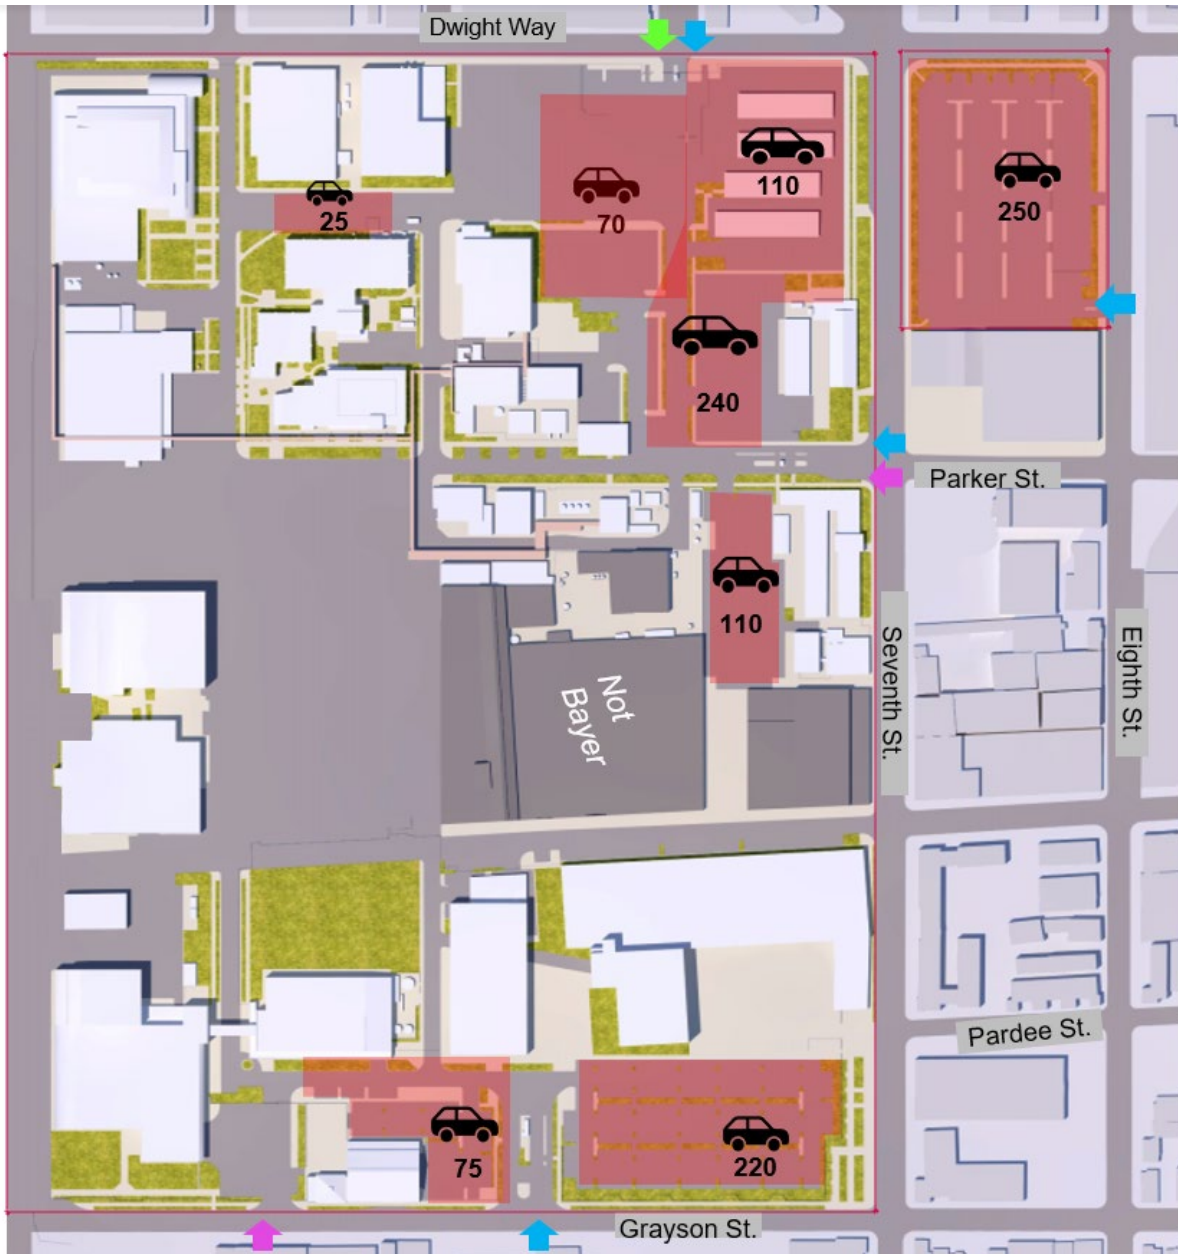 Dwight Way
110
250
25
70
240
Parker St.
110
Seventh St.
Eighth St.
Not
Bayer
Pardee St.
75
220
Grayson St.